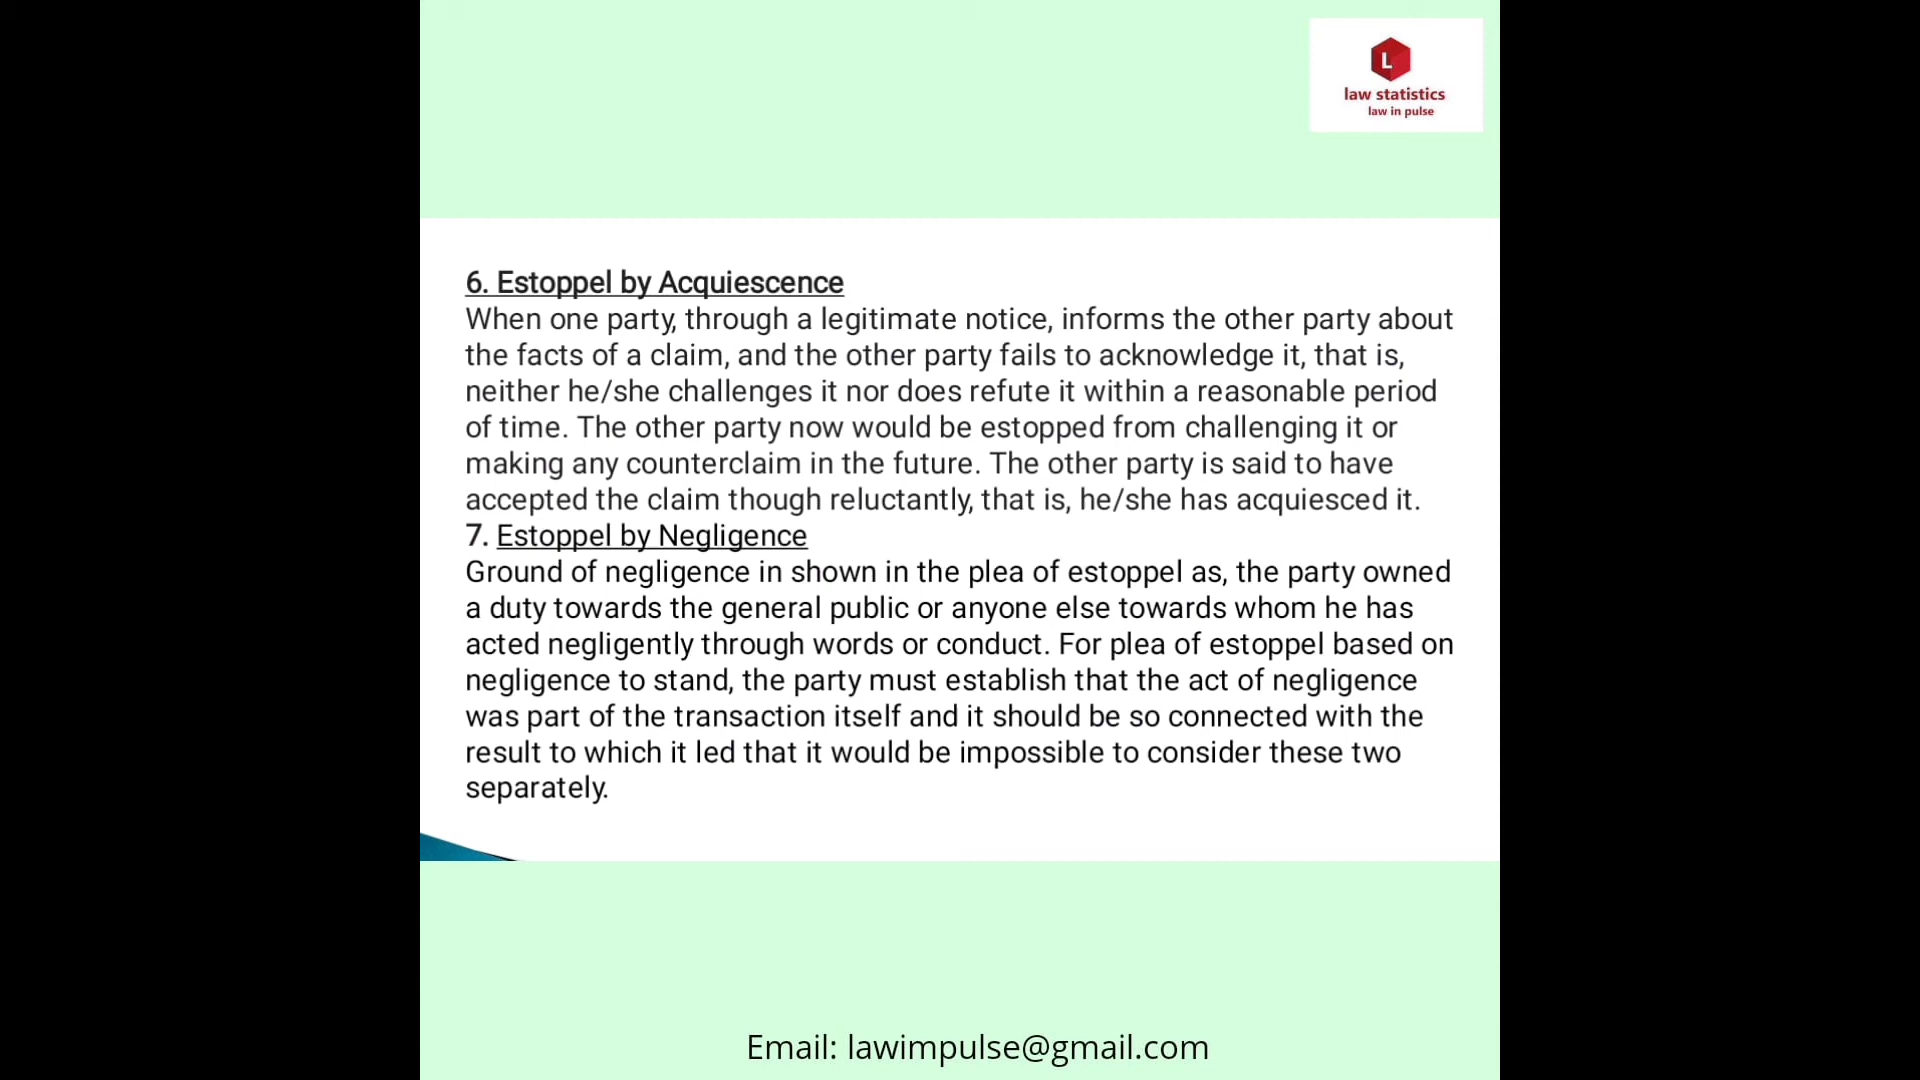 L
law statistics
law in pulse
6. Estoppel by Acquiescence
When one party, through a legitimate notice, informs the other party about
the facts of a claim, and the other party fails to acknowledge it, that is,
neither he/she challenges it nor does refute it within a reasonable period
of time. The other party now would be estopped from challenging it or
making any counterclaim in the future. The other party is said to have
accepted the claim though reluctantly, that is, he/she has acquiesced it.
7. Estoppel by Negligence
Ground of negligence in shown in the plea of estoppel as, the party owned
a duty towards the general public or anyone else towards whom he has
acted negligently through words or conduct. For plea of estoppel based on
negligence to stand, the party must establish that the act of negligence
was part of the transaction itself and it should be so connected with the
result to which it led that it would be impossible to consider these two
separately.
Email: lawimpulse@gmail.com